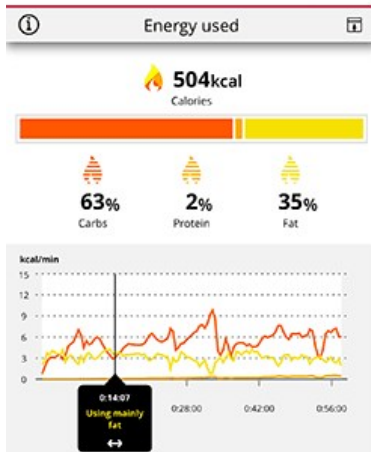 Energy used
504kcal
Calories
63% 2% 35%
Carbs Protein Fat
kcal/min
15
12
9
6
3
0
0:14:07 0:28:00 0:42:00 0:56:00
Using mainly
fat